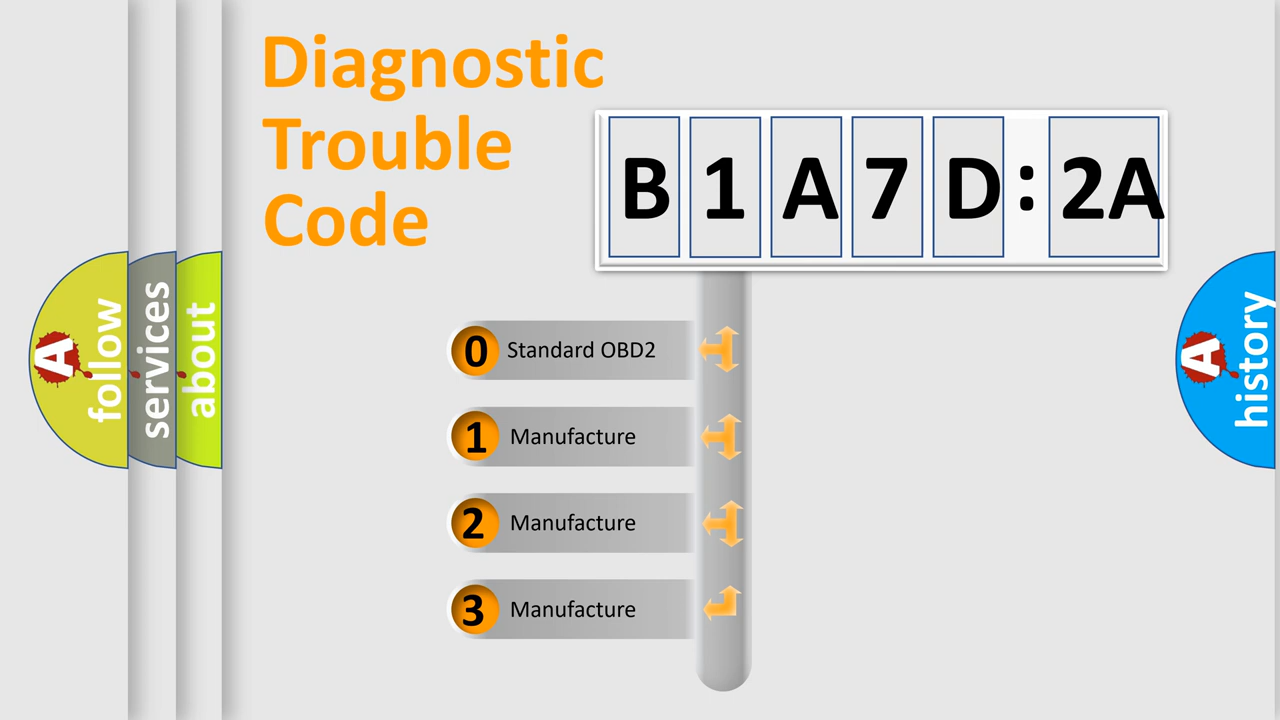 Diagnostic
Trouble
Code
B 1 A 7 D : 2A
0 Standard OBD2
1 Manufacture
2 Manufacture
3 Manufacture
A follow
services
about
A history